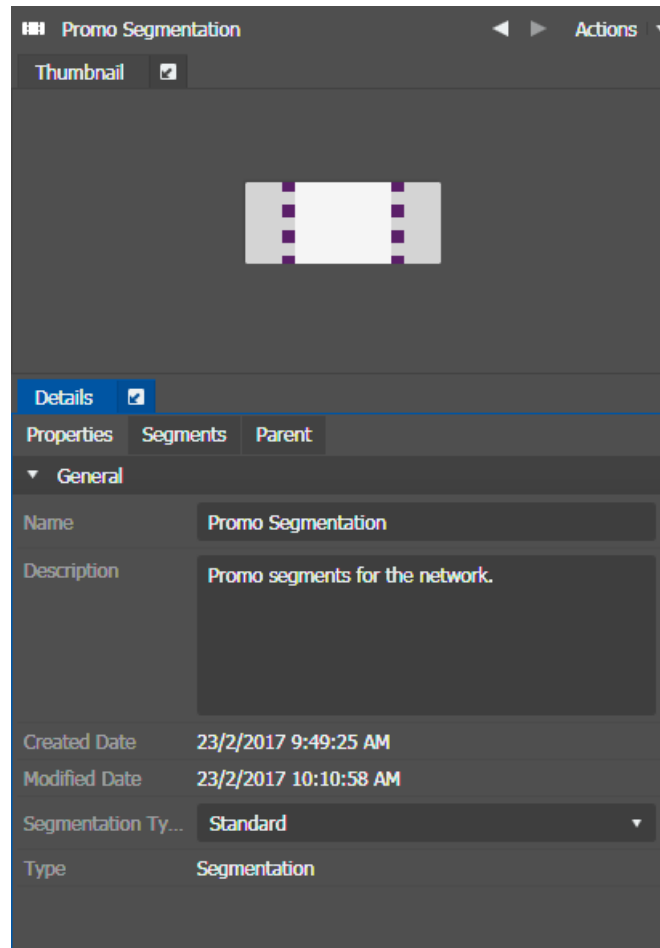 Promo Segmentation
Actions
Thumbnail
Details
Properties Segments Parent
General
Name Promo Segmentation
Description Promo segments for the network.
Created Date 23/2/2017 9:49:25 AM
Modified Date 23/2/2017 10:10:58 AM
Segmentation Ty... Standard
Type Segmentation